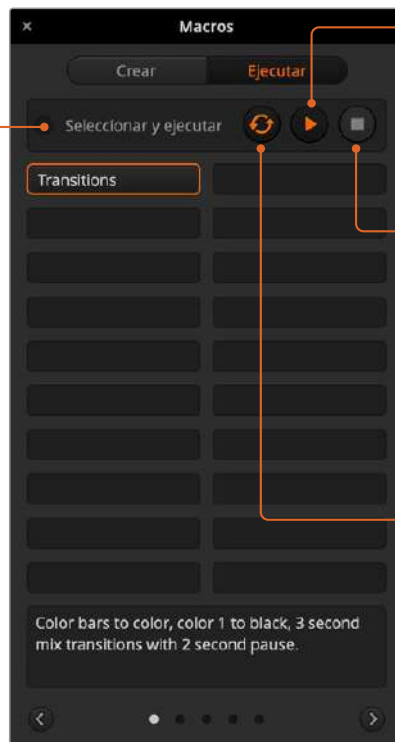 Macros
Crear
Ejecutar
Seleccionar y ejecutar
Transitions
Color bars to color, color 1 to black, 3 second
mix transitions with 2 second pause.